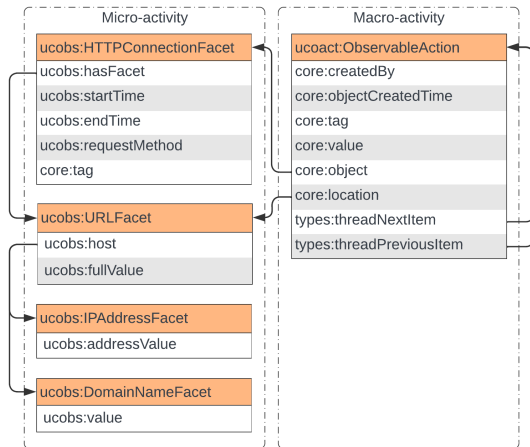 Micro-activity
ucobs:HTTPConnectionFacet
ucobs:hasFacet
ucobs:startTime
ucobs:endTime
ucobs:requestMethod
core:tag
ucobs:URLFacet
ucobs:host
ucobs:fullValue
ucobs:IPAddressFacet
ucobs:addressValue
ucobs:DomainNameFacet
ucobs:value
Macro-activity
ucoact:ObservableAction
core:createdBy
core:objectCreatedTime
core:tag
core:value
core:object
core:location
types:threadNextItem
types:threadPreviousItem